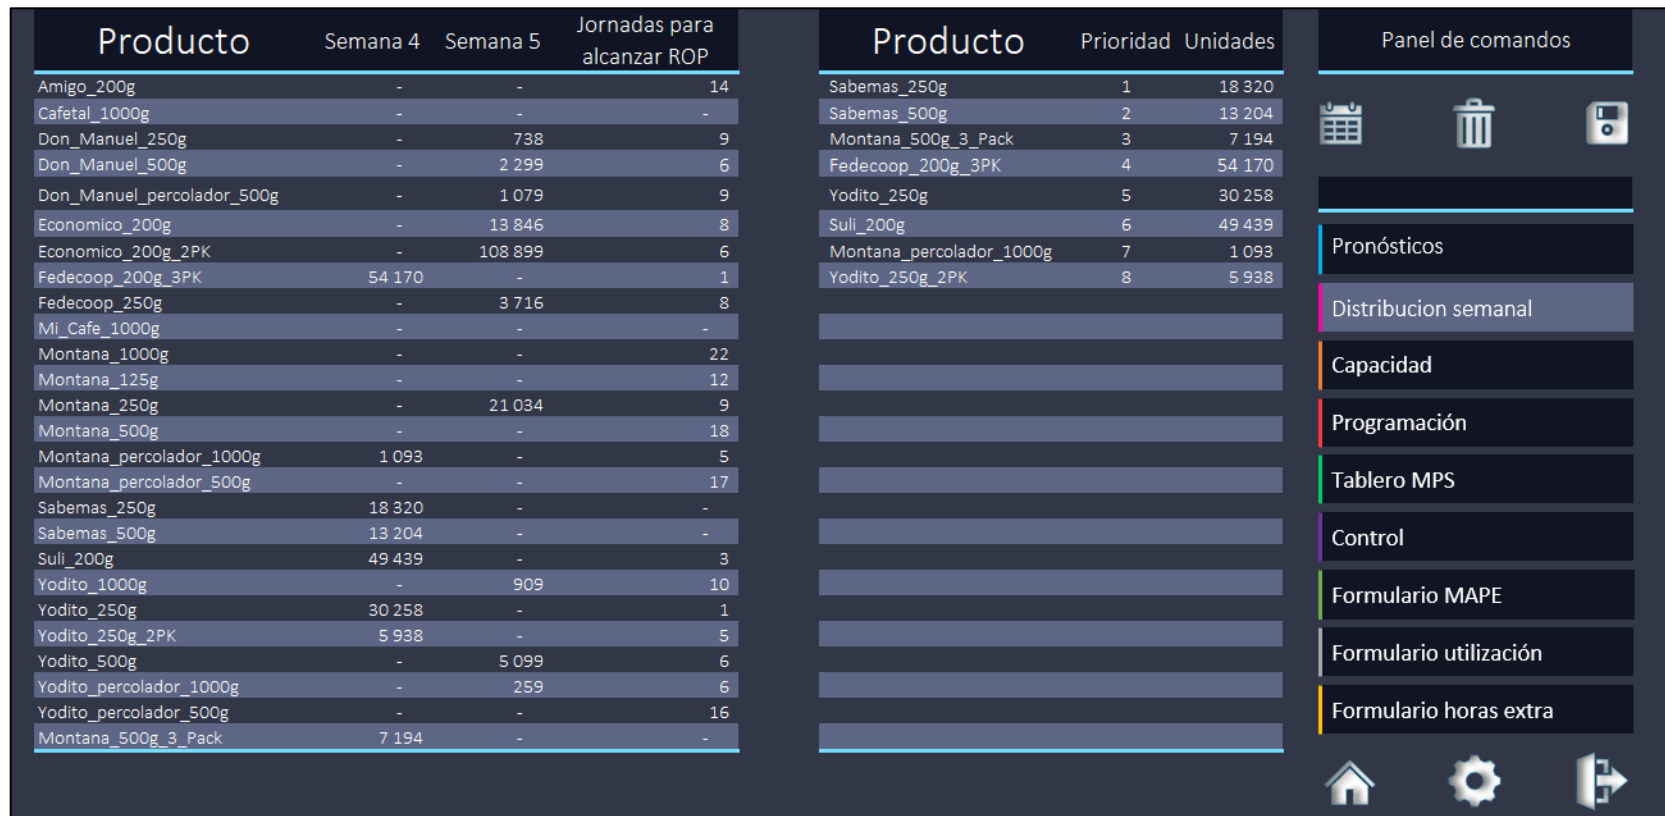 Producto Semana 4 Semana 5 Jornadas para alcanzar ROP
Amigo_200g - - 14
Cafetal_1000g - - -
Don_Manuel_250g - 738 9
Don_Manuel_500g - 2 299 6
Don_Manuel_percolador_500g - 1 079 9
Economico_200g - 13 846 8
Economico_200g_2PK - 108 899 6
Fedecoop_200g_3PK 54 170 - 1
Fedecoop_250g - 3 716 8
Mi_Cafe_1000g - - -
Montana_1000g - - 22
Montana_125g - - 12
Montana_250g - 21 034 9
Montana_500g - - 18
Montana_percolador_1000g 1 093 - 5
Montana_percolador_500g - - 17
Sabemas_250g 18 320 - -
Sabemas_500g 13 204 - -
Suli_200g 49 439 - 3
Yodito_1000g - 909 10
Yodito_250g 30 258 - 1
Yodito_250g_2PK 5 938 - 5
Yodito_500g - 5 099 6
Yodito_percolador_1000g - 259 6
Yodito_percolador_500g - - 16
Montana_500g_3_Pack 7 194 - -
Producto Prioridad Unidades
Sabemas_250g 1 18 320
Sabemas_500g 2 13 204
Montana_500g_3_Pack 3 7 194
Fedecoop_200g_3PK 4 54 170
Yodito_250g 5 30 258
Suli_200g 6 49 439
Montana_percolador_1000g 7 1 093
Yodito_250g_2PK 8 5 938
Panel de comandos
Pronósticos
Distribucion semanal
Capacidad
Programación
Tablero MPS
Control
Formulario MAPE
Formulario utilización
Formulario horas extra